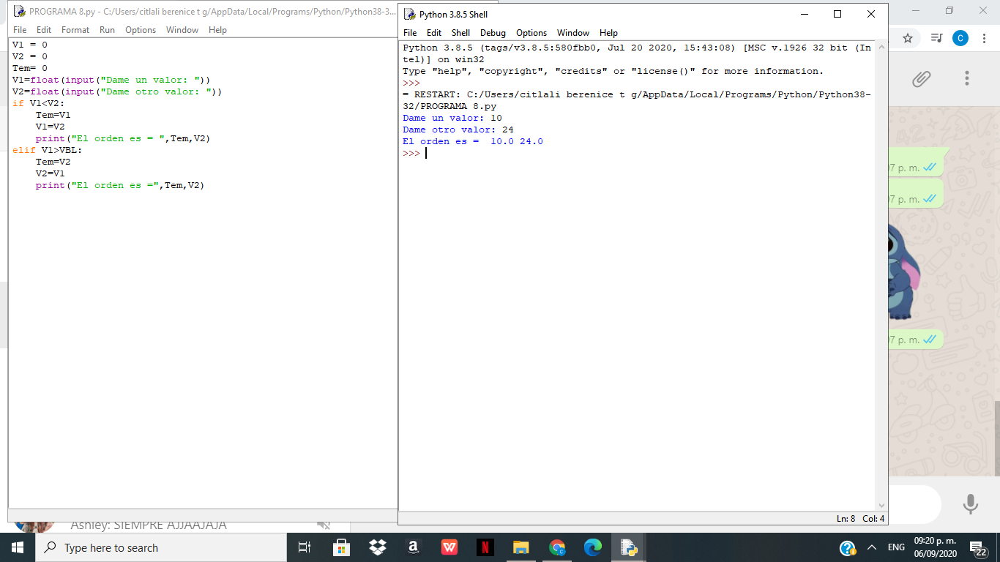 PROGRAMA 8.py - C:/Users/citlali berenice t g/AppData/Local/Programs/Python/Python38-3...
File Edit Format Run Options Window Help
V1 = 0
V2 = 0
Tem= 0
V1=float(input("Dame un valor: "))
V2=float(input("Dame otro valor: "))
if V1<V2:
    Tem=V1
    V1=V2
    print("El orden es = ",Tem,V2)
elif V1>VBL:
    Tem=V2
    V2=V1
    print("El orden es =",Tem,V2)
Python 3.8.5 Shell
File Edit Shell Debug Options Window Help
Python 3.8.5 (tags/v3.8.5:580fbb0, Jul 20 2020, 15:43:08) [MSC v.1926 32 bit (In
tel)] on win32
Type "help", "copyright", "credits" or "license()" for more information.
>>>
= RESTART: C:/Users/citlali berenice t g/AppData/Local/Programs/Python/Python38-
32/PROGRAMA 8.py
Dame un valor: 10
Dame otro valor: 24
El orden es =  10.0 24.0
>>>
Ln: 8 Col: 4
C
7 p. m.
7 p. m.
7 p. m.
Ashley: SIEMPRE AJJAAJAJA
Type here to search
ENG
09:20 p. m.
06/09/2020
22